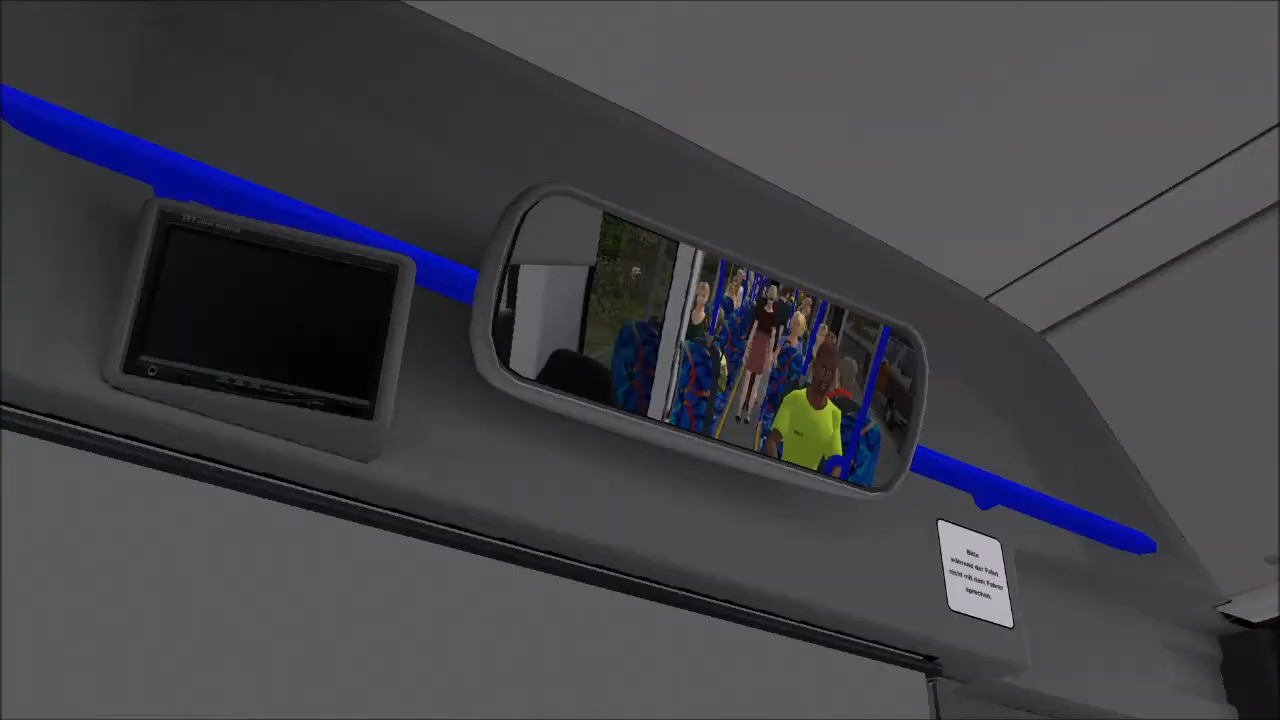 Bitte
während der Fahrt
nicht mit dem Fahrer
sprechen.